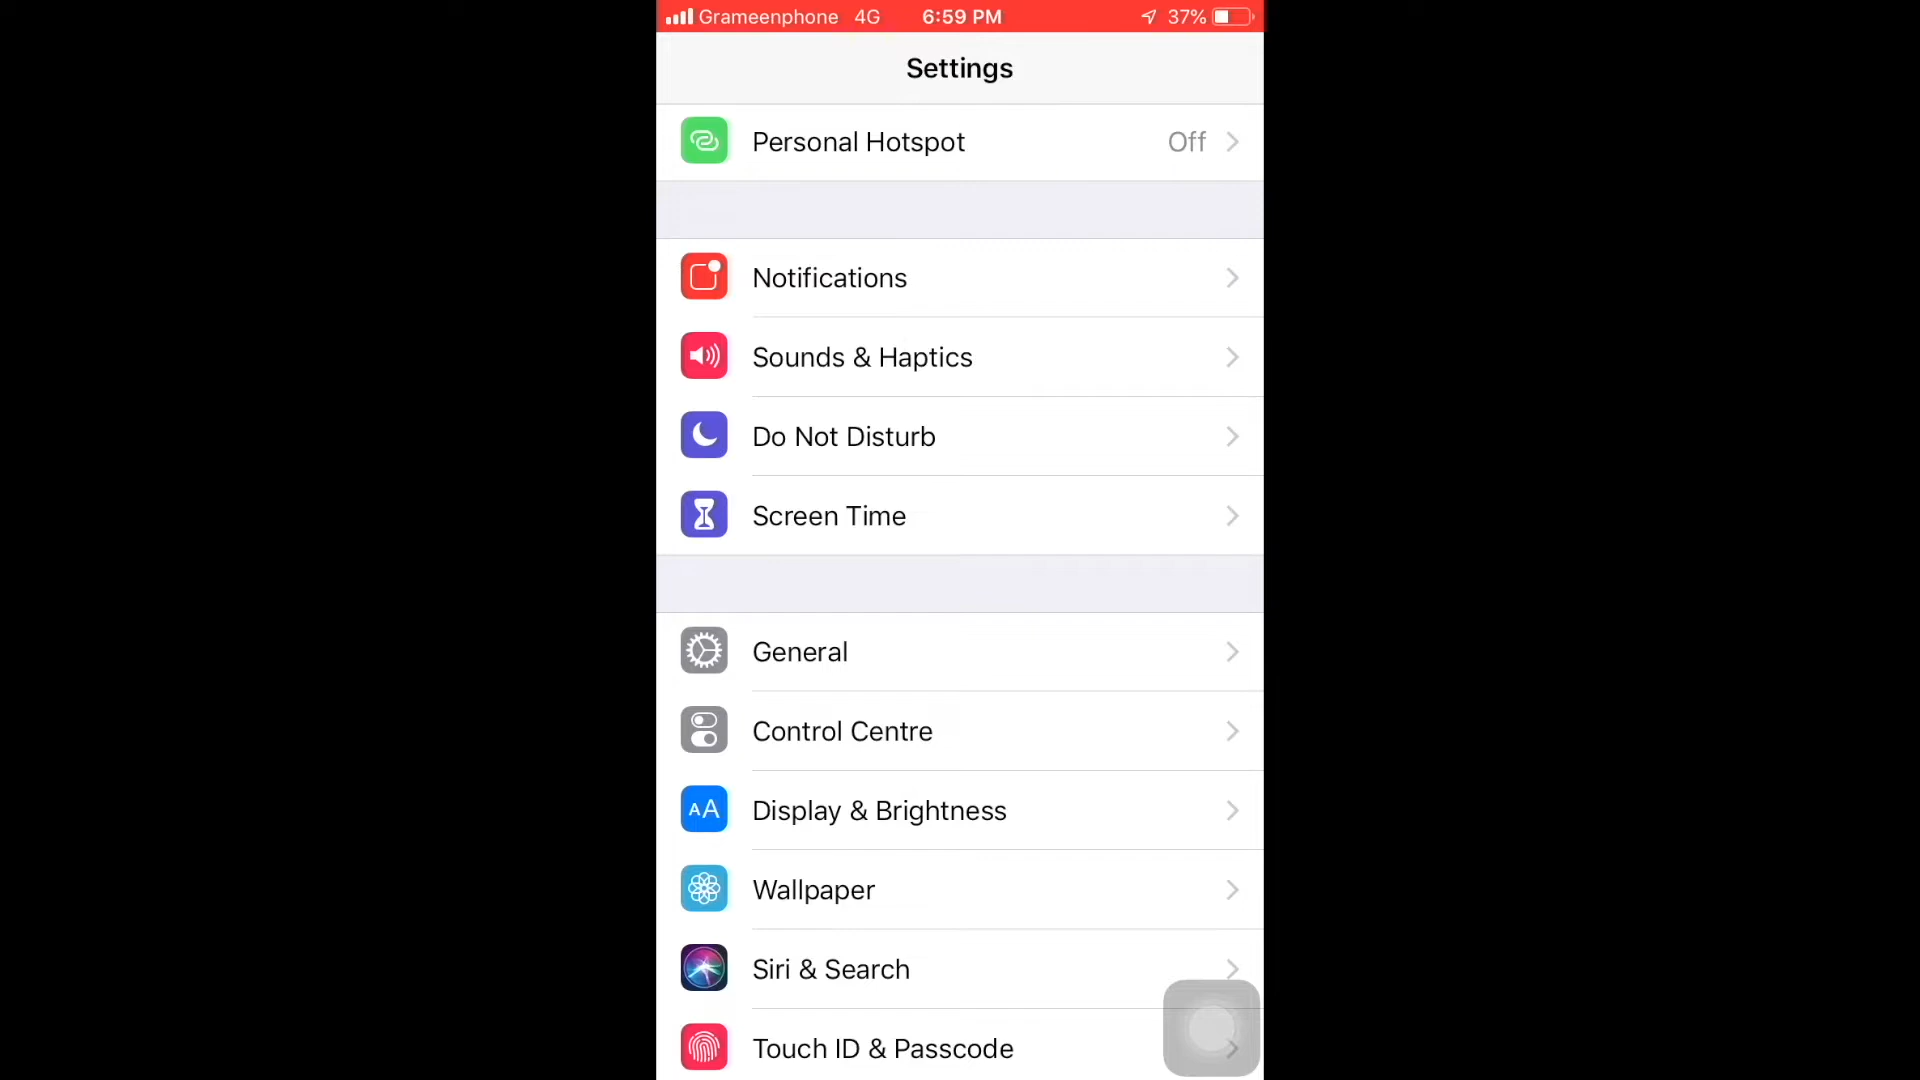 Grameenphone 4G 6:59 PM 37%
Settings
Personal Hotspot Off
Notifications
Sounds & Haptics
Do Not Disturb
Screen Time
General
Control Centre
AA Display & Brightness
Wallpaper
Siri & Search
Touch ID & Passcode